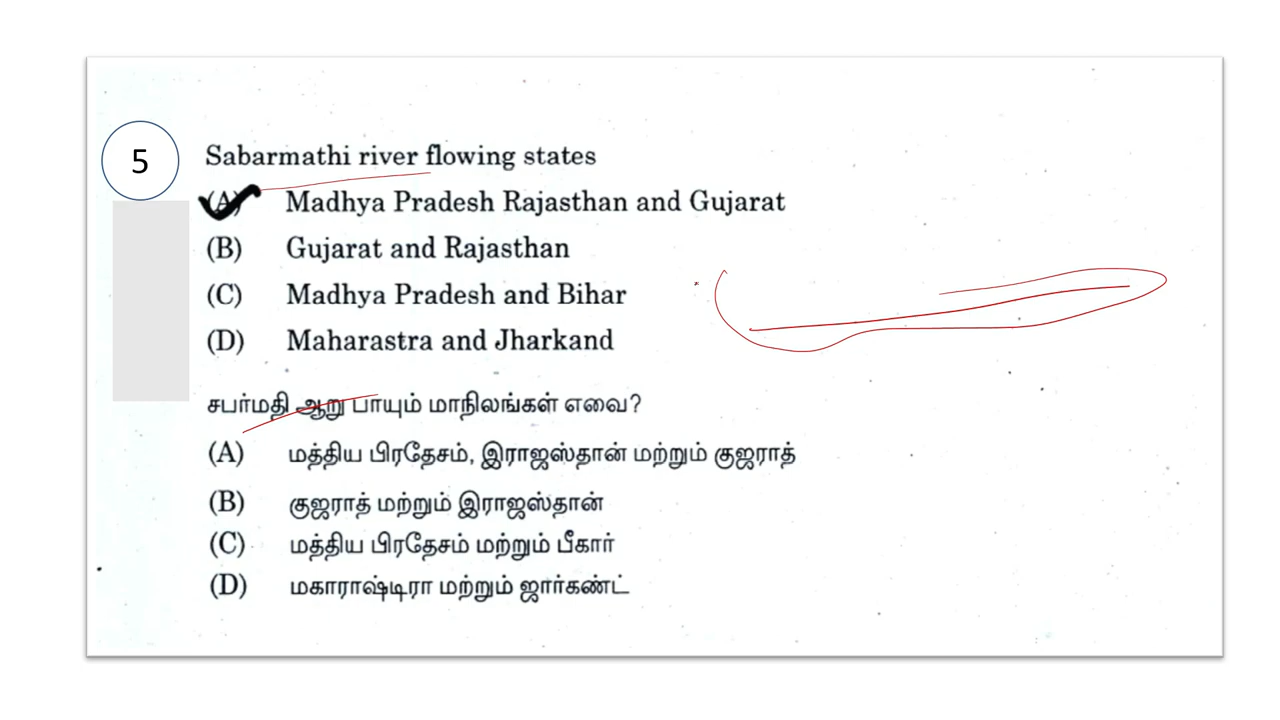 5
Sabarmathi river flowing states
(A) Madhya Pradesh Rajasthan and Gujarat
(B) Gujarat and Rajasthan
(C) Madhya Pradesh and Bihar
(D) Maharastra and Jharkand
சபர்மதி ஆறு பாயும் மாநிலங்கள் எவை?
(A) மத்திய பிரதேசம், இராஜஸ்தான் மற்றும் குஜராத்
(B) குஜராத் மற்றும் இராஜஸ்தான்
(C) மத்திய பிரதேசம் மற்றும் பீகார்
(D) மகாராஷ்டிரா மற்றும் ஜார்கண்ட்